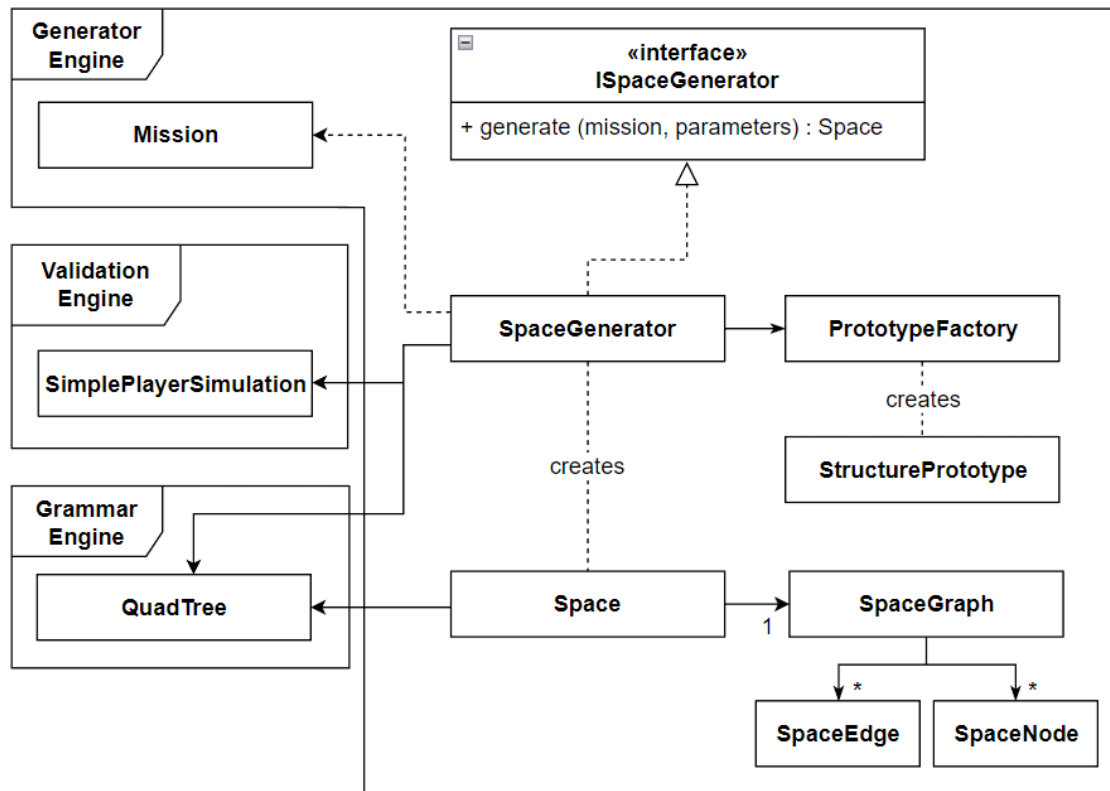 Generator
Engine
«interface»
ISpaceGenerator
+ generate (mission, parameters) : Space
Mission
Validation
Engine
SimplePlayerSimulation
SpaceGenerator
PrototypeFactory
creates
StructurePrototype
creates
Grammar
Engine
QuadTree
Space
SpaceGraph
1
*
*
SpaceEdge
SpaceNode